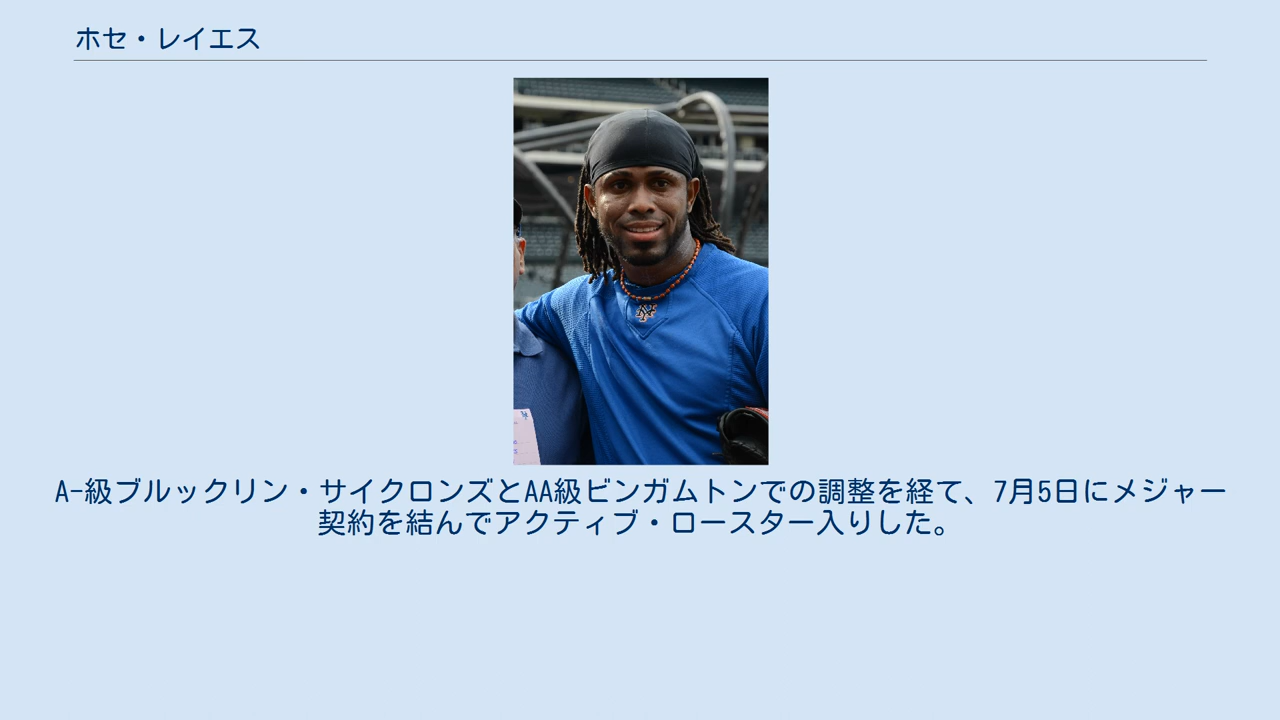 ホセ・レイエス
A-級ブルックリン・サイクロンズとAA級ビンガムトンでの調整を経て、7月5日にメジャー
契約を結んでアクティブ・ロースター入りした。